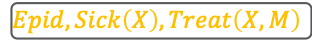 Epid, Sick(X), Treat(X, M)